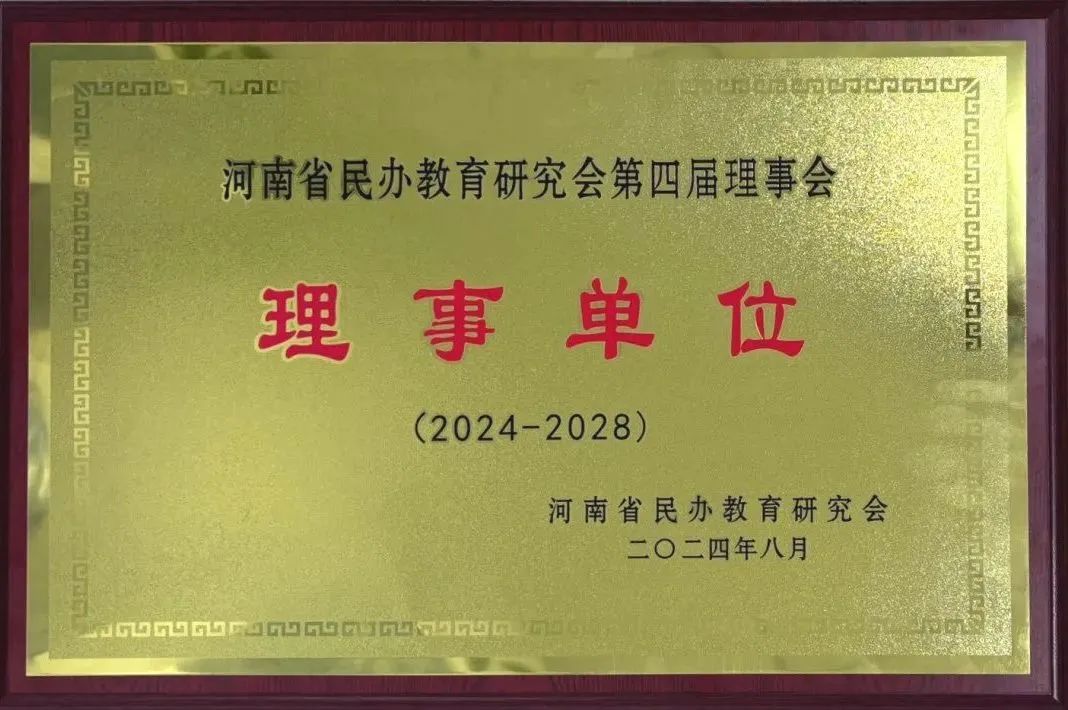 河南省民办教育研究会第四届理事会
理事单位
(2024-2028)
河南省民办教育研究会
二〇二四年八月